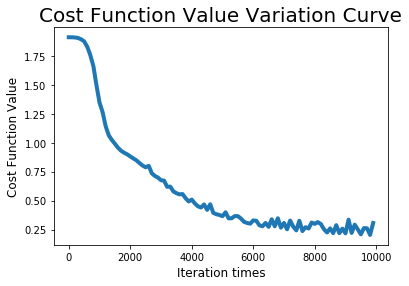 Cost Function Value Variation Curve
Cost Function Value
1.75
1.50
1.25
1.00
0.75
0.50
0.25
0 2000 4000 6000 8000 10000
Iteration times